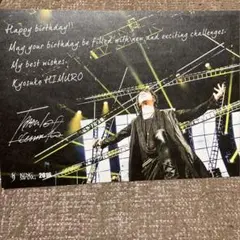 Happy birthday!!
May your birthday be filled with new and exciting challenges.
My best wishes.
Kyosuke HIMURO